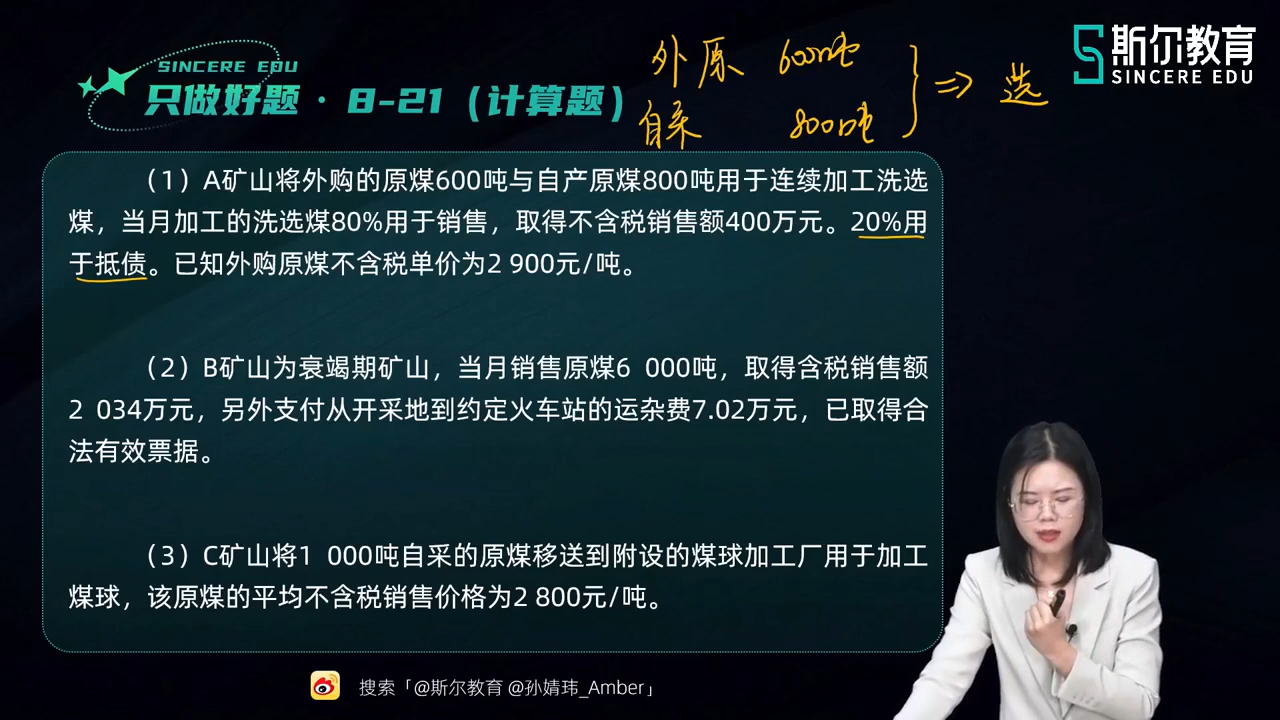 SINCERE EDU
只做好题·8-21（计算题）
外原 600吨
自采 800吨
⇒ 选
斯尔教育
SINCERE EDU
（1）A矿山将外购的原煤600吨与自产原煤800吨用于连续加工洗选
煤，当月加工的洗选煤80%用于销售，取得不含税销售额400万元。20%用
于抵债。已知外购原煤不含税单价为2 900元/吨。
（2）B矿山为衰竭期矿山，当月销售原煤6 000吨，取得含税销售额
2 034万元，另外支付从开采地到约定火车站的运杂费7.02万元，已取得合
法有效票据。
（3）C矿山将1 000吨自采的原煤移送到附设的煤球加工厂用于加工
煤球，该原煤的平均不含税销售价格为2 800元/吨。
搜索「@斯尔教育 @孙婧玮_Amber」